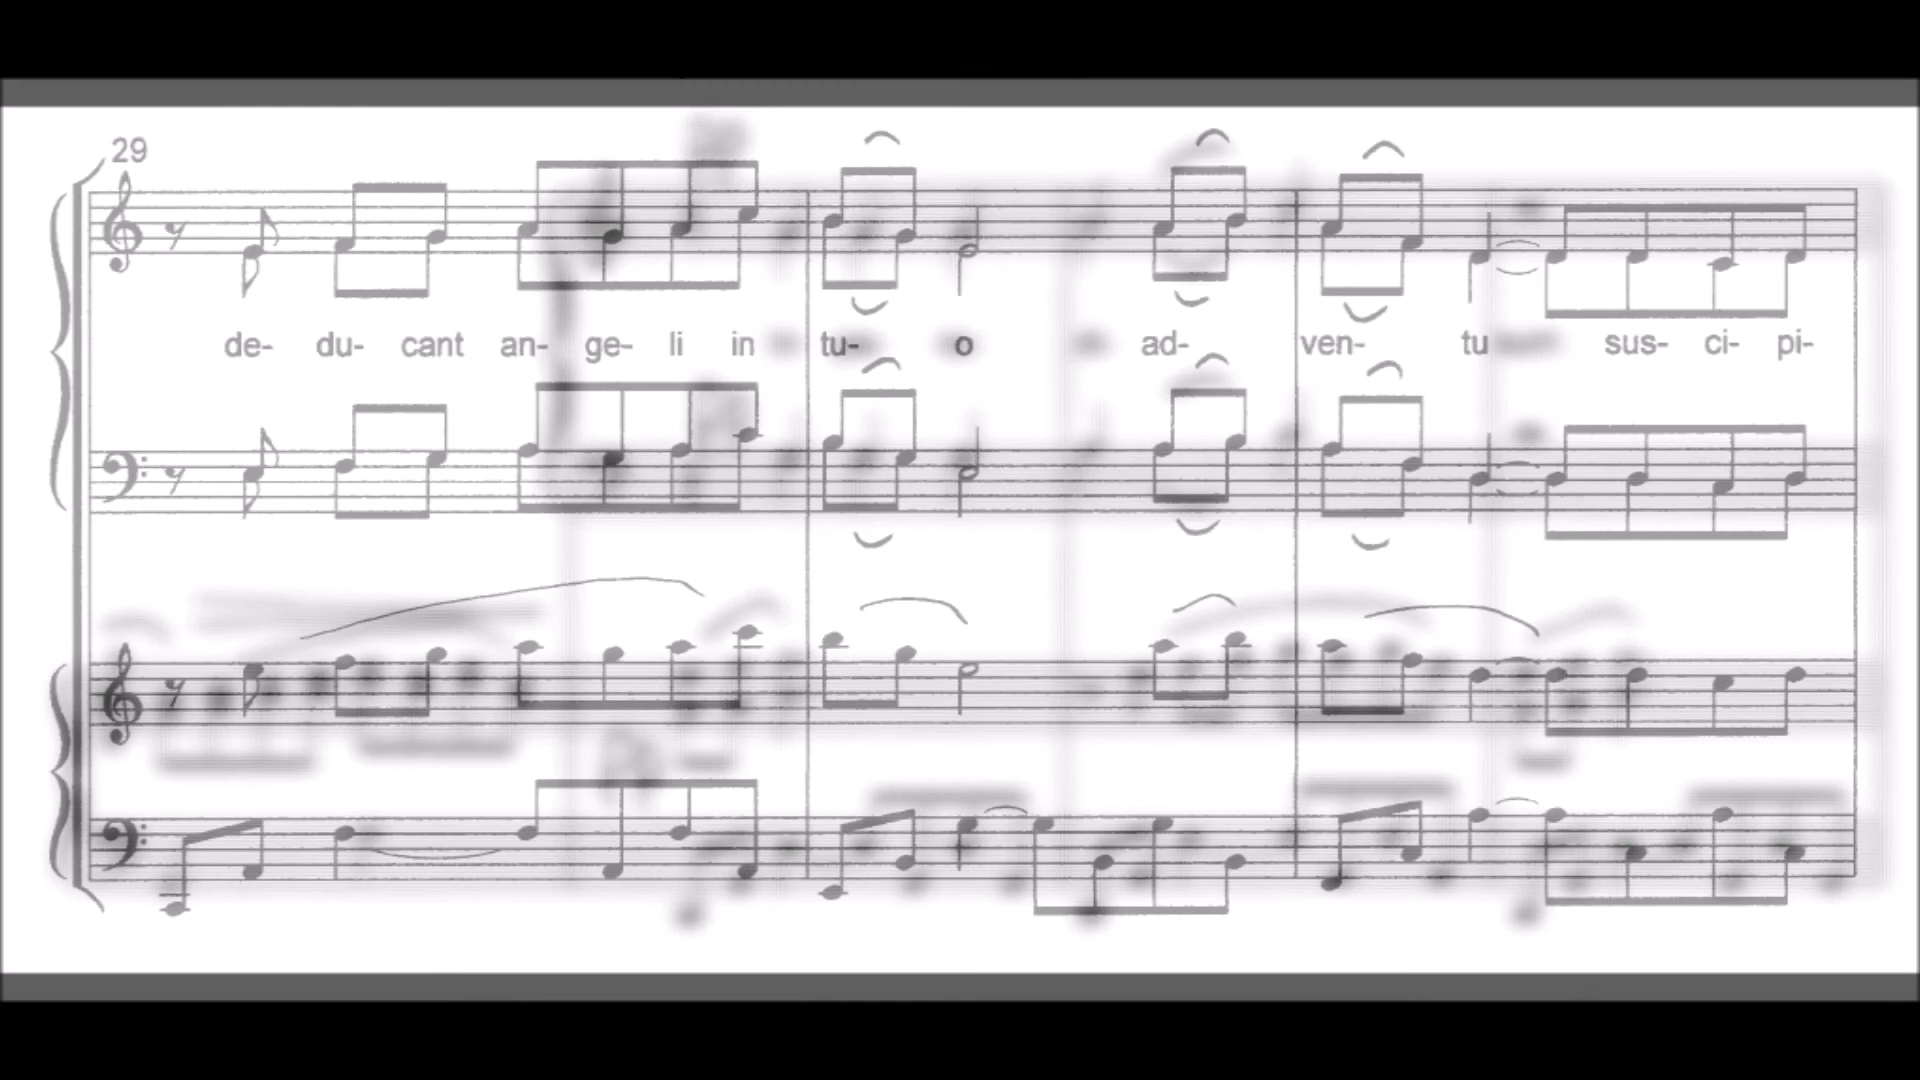 29
de- du- cant an- ge- li in tu- o ad- ven- tu sus- ci- pi-